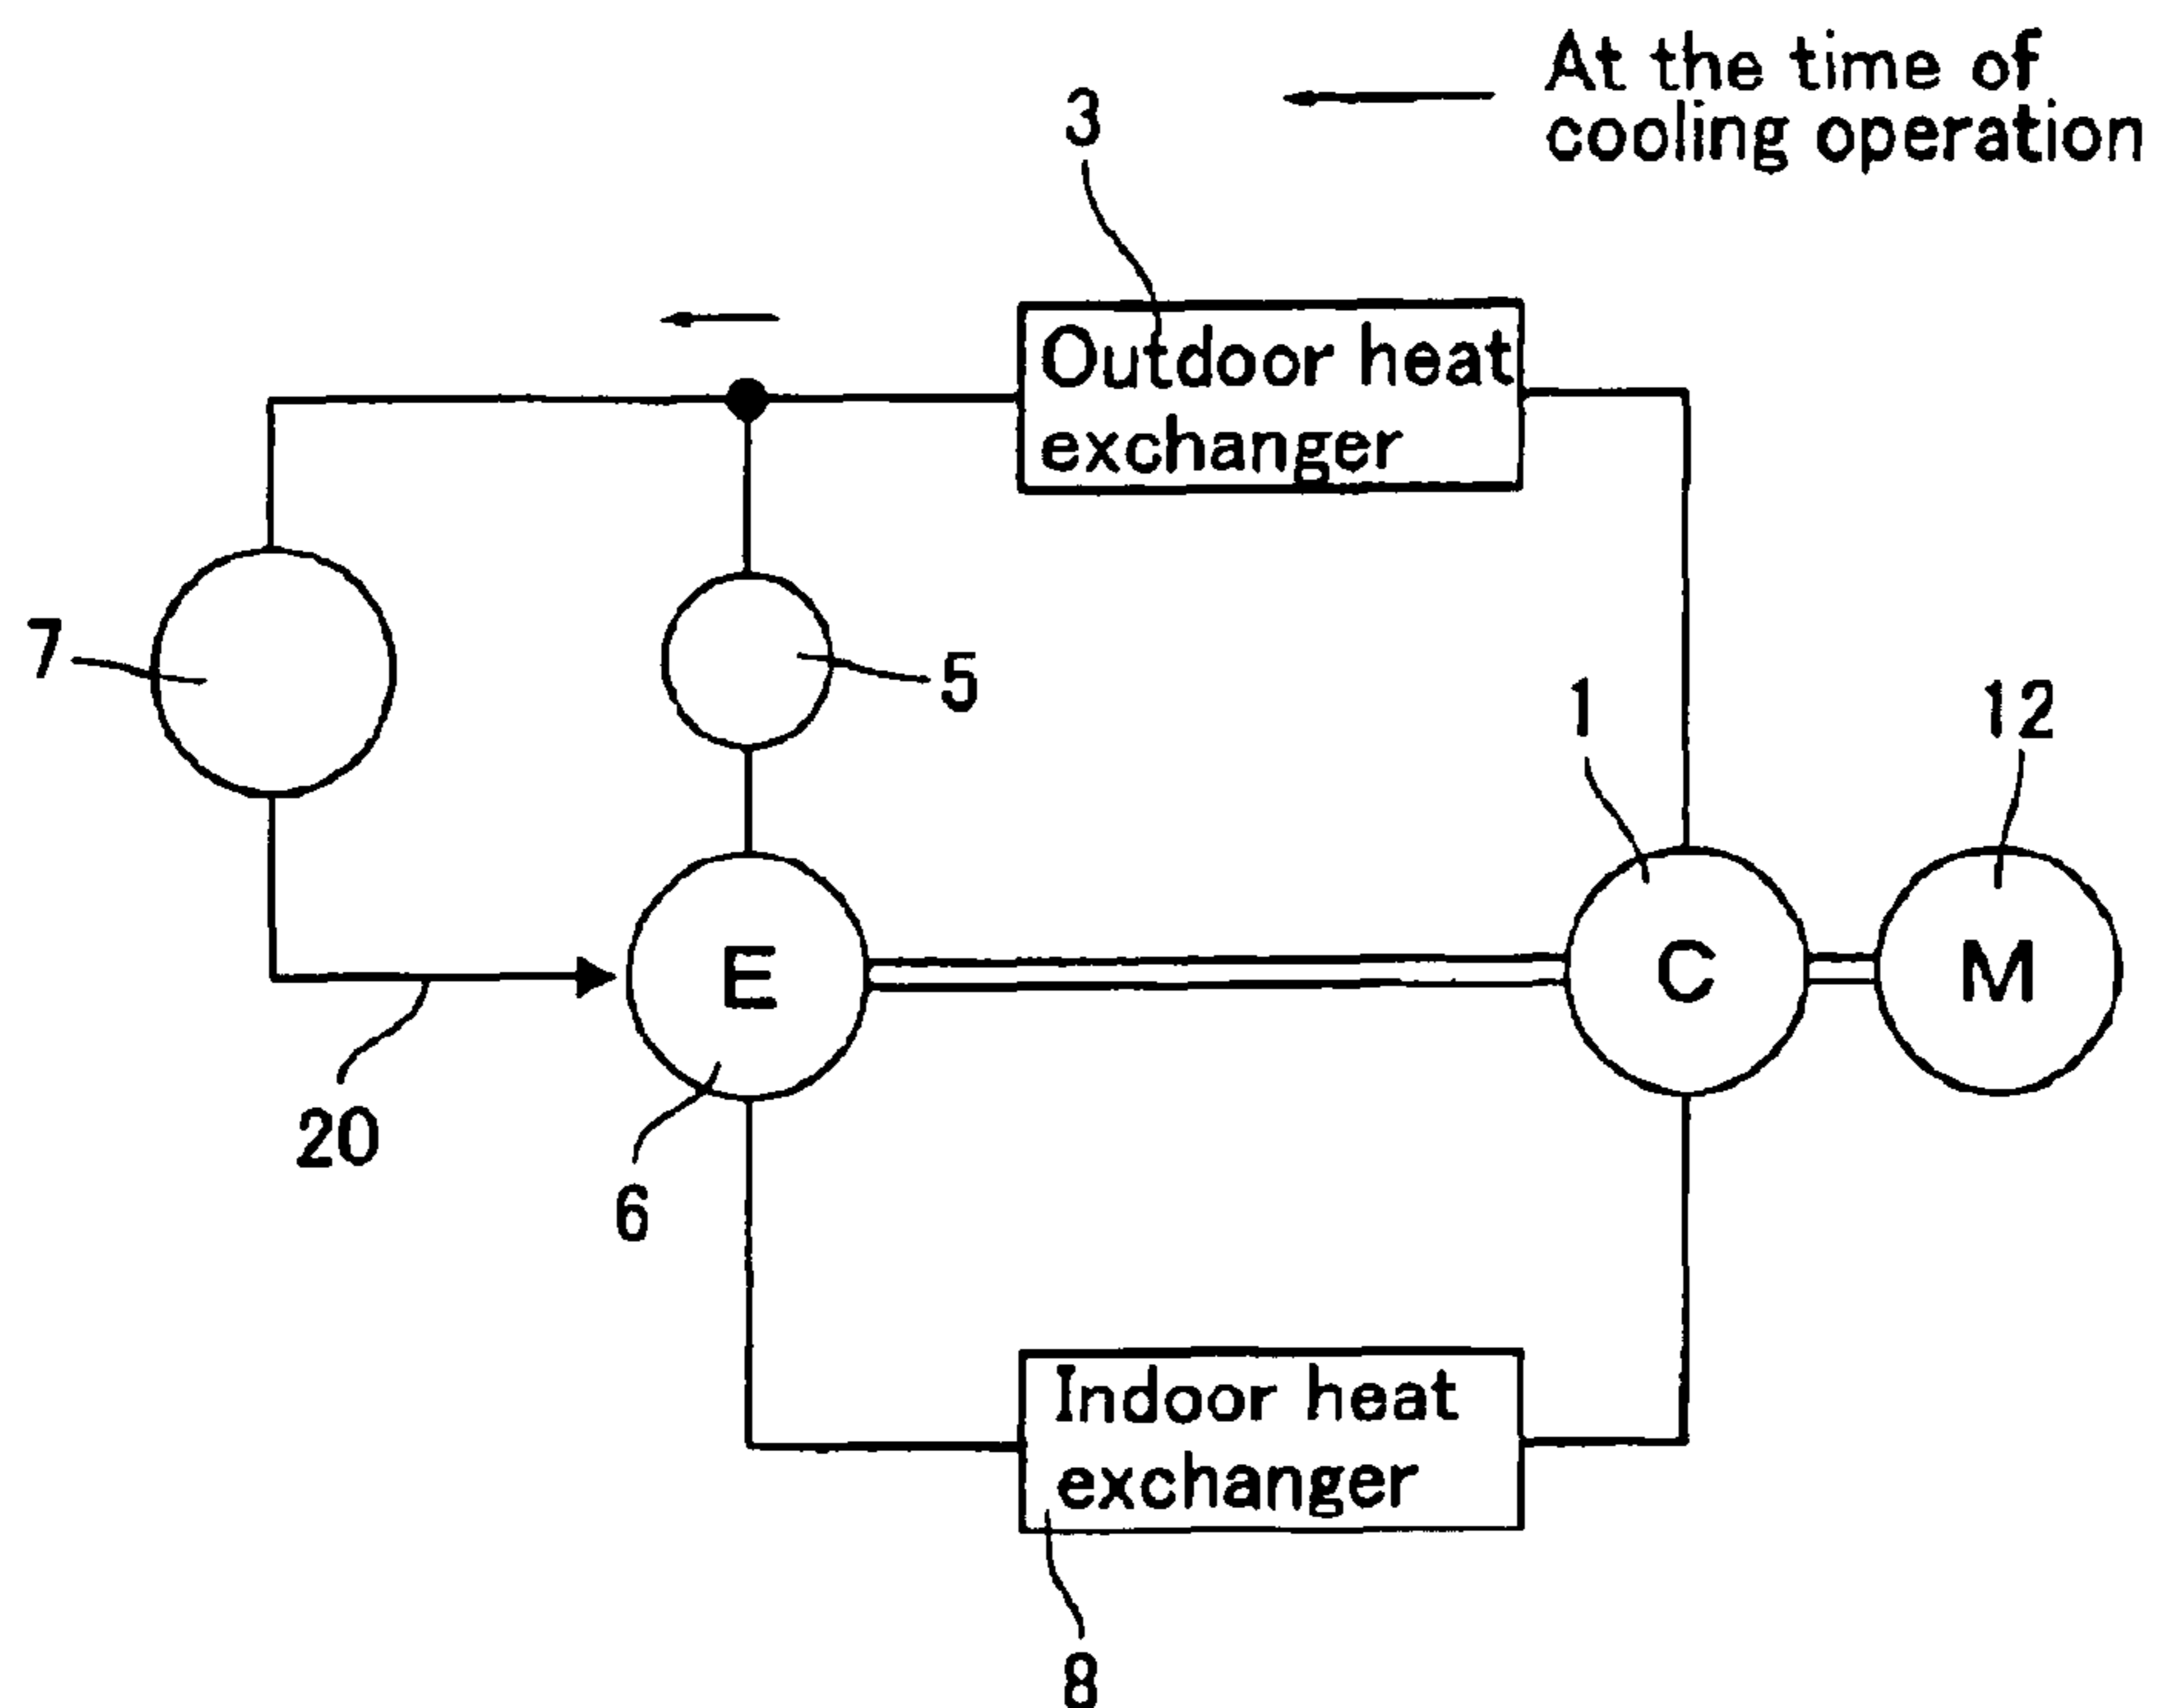 At the time of
cooling operation
3
Outdoor heat
exchanger
7
5
1
12
E
C
M
20
6
Indoor heat
exchanger
8